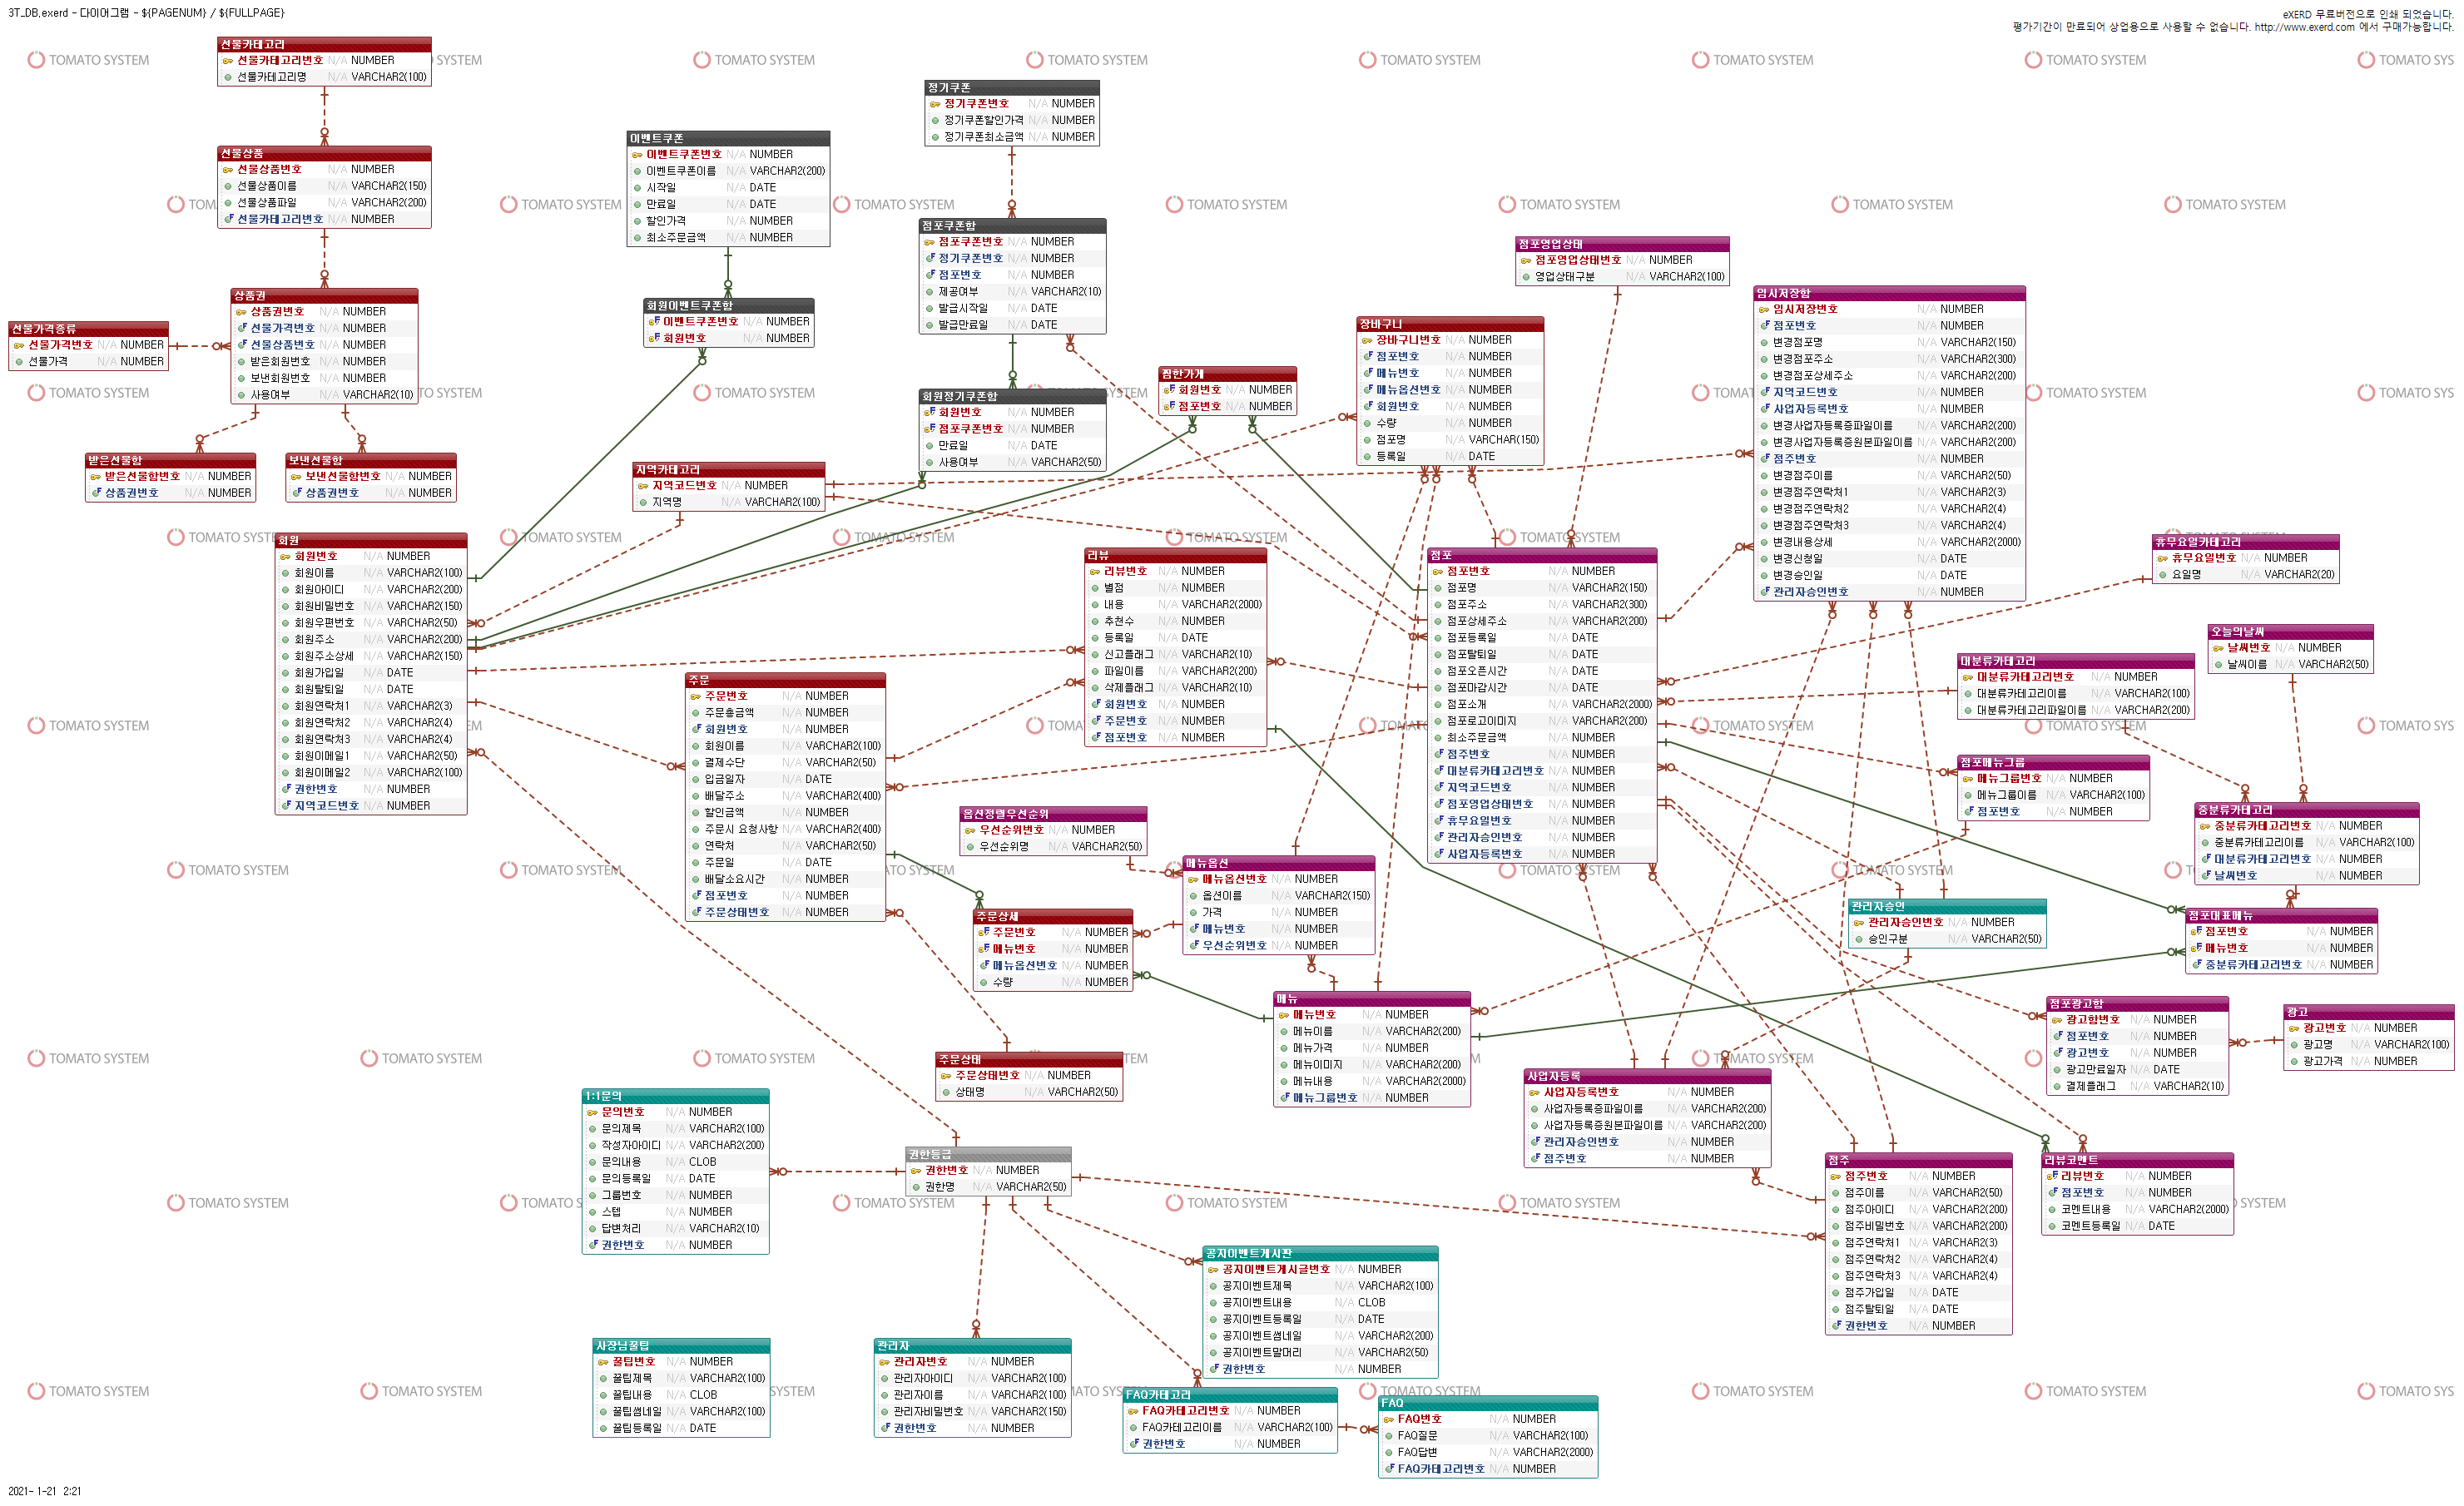 3T_DB.exerd - 다이어그램 - ${PAGENUM} / ${FULLPAGE}
eXERD 무료버전으로 인쇄 되었습니다.
평가기간이 만료되어 상업용으로 사용할 수 없습니다. http://www.exerd.com 에서 구매가능합니다.
TOMATO SYSTEM
선물카테고리
선물카테고리번호 N/A NUMBER
선물카테고리명 N/A VARCHAR2(100)
선물상품
선물상품번호 N/A NUMBER
선물상품이름 N/A VARCHAR2(150)
선물상품파일 N/A VARCHAR2(200)
선물카테고리번호 N/A NUMBER
상품권
상품권번호 N/A NUMBER
선물가격번호 N/A NUMBER
선물상품번호 N/A NUMBER
받은회원번호 N/A NUMBER
보낸회원번호 N/A NUMBER
사용여부 N/A VARCHAR2(10)
선물가격종류
선물가격번호 N/A NUMBER
선물가격 N/A NUMBER
받은선물함
받은선물함번호 N/A NUMBER
상품권번호 N/A NUMBER
보낸선물함
보낸선물함번호 N/A NUMBER
상품권번호 N/A NUMBER
이벤트쿠폰
이벤트쿠폰번호 N/A NUMBER
이벤트쿠폰이름 N/A VARCHAR2(200)
시작일 N/A DATE
만료일 N/A DATE
할인가격 N/A NUMBER
최소주문금액 N/A NUMBER
회원이벤트쿠폰함
이벤트쿠폰번호 N/A NUMBER
회원번호 N/A NUMBER
정기쿠폰
정기쿠폰번호 N/A NUMBER
정기쿠폰할인가격 N/A NUMBER
정기쿠폰최소금액 N/A NUMBER
점포쿠폰함
점포쿠폰번호 N/A NUMBER
정기쿠폰번호 N/A NUMBER
점포번호 N/A NUMBER
제공여부 N/A VARCHAR2(10)
발급시작일 N/A DATE
발급만료일 N/A DATE
회원정기쿠폰함
회원번호 N/A NUMBER
점포쿠폰번호 N/A NUMBER
만료일 N/A DATE
사용여부 N/A VARCHAR2(50)
찜한가게
회원번호 N/A NUMBER
점포번호 N/A NUMBER
장바구니
장바구니번호 N/A NUMBER
점포번호 N/A NUMBER
메뉴번호 N/A NUMBER
메뉴옵션번호 N/A NUMBER
회원번호 N/A NUMBER
수량 N/A NUMBER
점포명 N/A VARCHAR(150)
등록일 N/A DATE
점포영업상태
점포영업상태번호 N/A NUMBER
영업상태구분 N/A VARCHAR2(100)
임시저장함
임시저장번호 N/A NUMBER
점포번호 N/A NUMBER
변경점포명 N/A VARCHAR2(150)
변경점포주소 N/A VARCHAR2(300)
변경점포상세주소 N/A VARCHAR2(200)
지역코드번호 N/A NUMBER
사업자등록번호 N/A NUMBER
변경사업자등록증파일이름 N/A VARCHAR2(200)
변경사업자등록증원본파일이름 N/A VARCHAR2(200)
점주번호 N/A NUMBER
변경점주이름 N/A VARCHAR2(50)
변경점주연락처1 N/A VARCHAR2(3)
변경점주연락처2 N/A VARCHAR2(4)
변경점주연락처3 N/A VARCHAR2(4)
변경내용상세 N/A VARCHAR2(2000)
변경신청일 N/A DATE
변경승인일 N/A DATE
관리자승인번호 N/A NUMBER
지역카테고리
지역코드번호 N/A NUMBER
지역명 N/A VARCHAR2(100)
회원
회원번호 N/A NUMBER
회원이름 N/A VARCHAR2(100)
회원아이디 N/A VARCHAR2(200)
회원비밀번호 N/A VARCHAR2(150)
회원우편번호 N/A VARCHAR2(50)
회원주소 N/A VARCHAR2(200)
회원주소상세 N/A VARCHAR2(150)
회원가입일 N/A DATE
회원탈퇴일 N/A DATE
회원연락처1 N/A VARCHAR2(3)
회원연락처2 N/A VARCHAR2(4)
회원연락처3 N/A VARCHAR2(4)
회원이메일1 N/A VARCHAR2(50)
회원이메일2 N/A VARCHAR2(100)
권한번호 N/A NUMBER
지역코드번호 N/A NUMBER
리뷰
리뷰번호 N/A NUMBER
별점 N/A NUMBER
내용 N/A VARCHAR2(2000)
추천수 N/A NUMBER
등록일 N/A DATE
신고플래그 N/A VARCHAR2(10)
파일이름 N/A VARCHAR2(200)
삭제플래그 N/A VARCHAR2(10)
회원번호 N/A NUMBER
주문번호 N/A NUMBER
점포번호 N/A NUMBER
점포
점포번호 N/A NUMBER
점포명 N/A VARCHAR2(150)
점포주소 N/A VARCHAR2(300)
점포상세주소 N/A VARCHAR2(200)
점포등록일 N/A DATE
점포탈퇴일 N/A DATE
점포오픈시간 N/A DATE
점포마감시간 N/A DATE
점포소개 N/A VARCHAR2(2000)
점포로고이미지 N/A VARCHAR2(200)
최소주문금액 N/A NUMBER
점주번호 N/A NUMBER
대분류카테고리번호 N/A NUMBER
지역코드번호 N/A NUMBER
점포영업상태번호 N/A NUMBER
휴무요일번호 N/A NUMBER
관리자승인번호 N/A NUMBER
사업자등록번호 N/A NUMBER
휴무요일카테고리
휴무요일번호 N/A NUMBER
요일명 N/A VARCHAR2(20)
오늘의날씨
날씨번호 N/A NUMBER
날씨이름 N/A VARCHAR2(50)
대분류카테고리
대분류카테고리번호 N/A NUMBER
대분류카테고리이름 N/A VARCHAR2(100)
대분류카테고리파일이름 N/A VARCHAR2(200)
점포메뉴그룹
메뉴그룹번호 N/A NUMBER
메뉴그룹이름 N/A VARCHAR2(100)
점포번호 N/A NUMBER
중분류카테고리
중분류카테고리번호 N/A NUMBER
중분류카테고리이름 N/A VARCHAR2(100)
대분류카테고리번호 N/A NUMBER
날씨번호 N/A NUMBER
주문
주문번호 N/A NUMBER
주문총금액 N/A NUMBER
회원번호 N/A NUMBER
회원이름 N/A VARCHAR2(100)
결제수단 N/A VARCHAR2(50)
입금일자 N/A DATE
배달주소 N/A VARCHAR2(400)
할인금액 N/A NUMBER
주문시 요청사항 N/A VARCHAR2(400)
연락처 N/A VARCHAR2(50)
주문일 N/A DATE
배달소요시간 N/A NUMBER
점포번호 N/A NUMBER
주문상태번호 N/A NUMBER
옵션정렬우선순위
우선순위번호 N/A NUMBER
우선순위명 N/A VARCHAR2(50)
메뉴옵션
메뉴옵션번호 N/A NUMBER
옵션이름 N/A VARCHAR2(150)
가격 N/A NUMBER
메뉴번호 N/A NUMBER
우선순위번호 N/A NUMBER
관리자승인
관리자승인번호 N/A NUMBER
승인구분 N/A VARCHAR2(50)
점포대표메뉴
점포번호 N/A NUMBER
메뉴번호 N/A NUMBER
중분류카테고리번호 N/A NUMBER
주문상세
주문번호 N/A NUMBER
메뉴번호 N/A NUMBER
메뉴옵션번호 N/A NUMBER
수량 N/A NUMBER
메뉴
메뉴번호 N/A NUMBER
메뉴이름 N/A VARCHAR2(200)
메뉴가격 N/A NUMBER
메뉴이미지 N/A VARCHAR2(200)
메뉴내용 N/A VARCHAR2(2000)
메뉴그룹번호 N/A NUMBER
점포광고함
광고함번호 N/A NUMBER
점포번호 N/A NUMBER
광고번호 N/A NUMBER
광고만료일자 N/A DATE
결제플래그 N/A VARCHAR2(10)
광고
광고번호 N/A NUMBER
광고명 N/A VARCHAR2(100)
광고가격 N/A NUMBER
주문상태
주문상태번호 N/A NUMBER
상태명 N/A VARCHAR2(50)
사업자등록
사업자등록번호 N/A NUMBER
사업자등록증파일이름 N/A VARCHAR2(200)
사업자등록증원본파일이름 N/A VARCHAR2(200)
관리자승인번호 N/A NUMBER
점주번호 N/A NUMBER
1:1문의
문의번호 N/A NUMBER
문의제목 N/A VARCHAR2(100)
작성자아이디 N/A VARCHAR2(200)
문의내용 N/A CLOB
문의등록일 N/A DATE
그룹번호 N/A NUMBER
스텝 N/A NUMBER
답변처리 N/A VARCHAR2(10)
권한번호 N/A NUMBER
권한등급
권한번호 N/A NUMBER
권한명 N/A VARCHAR2(50)
점주
점주번호 N/A NUMBER
점주이름 N/A VARCHAR2(50)
점주아이디 N/A VARCHAR2(200)
점주비밀번호 N/A VARCHAR2(200)
점주연락처1 N/A VARCHAR2(3)
점주연락처2 N/A VARCHAR2(4)
점주연락처3 N/A VARCHAR2(4)
점주가입일 N/A DATE
점주탈퇴일 N/A DATE
권한번호 N/A NUMBER
리뷰코멘트
리뷰번호 N/A NUMBER
점포번호 N/A NUMBER
코멘트내용 N/A VARCHAR2(2000)
코멘트등록일 N/A DATE
공지이벤트게시판
공지이벤트게시글번호 N/A NUMBER
공지이벤트제목 N/A VARCHAR2(100)
공지이벤트내용 N/A CLOB
공지이벤트등록일 N/A DATE
공지이벤트썸네일 N/A VARCHAR2(200)
공지이벤트말머리 N/A VARCHAR2(50)
권한번호 N/A NUMBER
사장님꿀팁
꿀팁번호 N/A NUMBER
꿀팁제목 N/A VARCHAR2(100)
꿀팁내용 N/A CLOB
꿀팁썸네일 N/A VARCHAR2(100)
꿀팁등록일 N/A DATE
관리자
관리자번호 N/A NUMBER
관리자아이디 N/A VARCHAR2(100)
관리자이름 N/A VARCHAR2(100)
관리자비밀번호 N/A VARCHAR2(150)
권한번호 N/A NUMBER
FAQ카테고리
FAQ카테고리번호 N/A NUMBER
FAQ카테고리이름 N/A VARCHAR2(100)
권한번호 N/A NUMBER
FAQ
FAQ번호 N/A NUMBER
FAQ질문 N/A VARCHAR2(100)
FAQ답변 N/A VARCHAR2(2000)
FAQ카테고리번호 N/A NUMBER
2021- 1-21 2:21